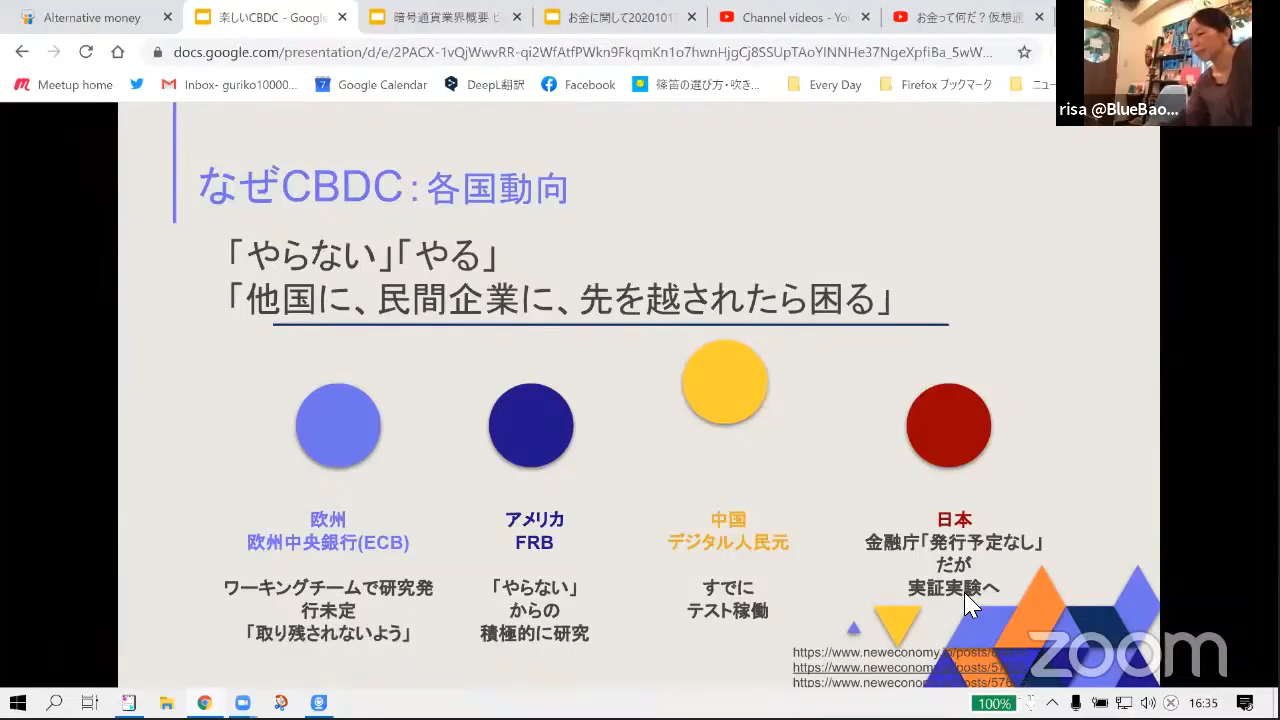 Alternative money
楽しいCBDC - Google
暗号通貨業界概要
お金に関して2020101
Channel videos -
お金って何だ？仮想通
docs.google.com/presentation/d/e/2PACX-1vQjWwvRR-qi2WfAtfPWkn9FkqmKn1o7hwnHjgCj8SSUpTAoYINNHe37NgeXpfiBa_5wW...
Meetup home
Inbox- guriko10000...
Google Calendar
DeepL翻訳
Facebook
篠笛の選び方・吹き...
Every Day
Firefox ブックマーク
ニュー
risa @BlueBao...
なぜCBDC：各国動向
「やらない」「やる」
「他国に、民間企業に、先を越されたら困る」
欧州
欧州中央銀行(ECB)
ワーキングチームで研究発
行未定
「取り残されないよう」
アメリカ
FRB
「やらない」
からの
積極的に研究
中国
デジタル人民元
すでに
テスト稼働
日本
金融庁「発行予定なし」
だが
実証実験へ
https://www.neweconomy.jp/posts/
https://www.neweconomy.jp/posts/
https://www.neweconomy.jp/posts/
zoom
100%
16:35